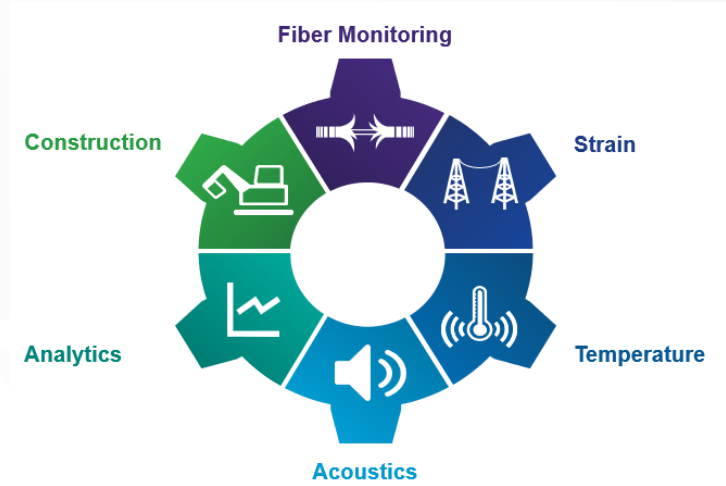 Fiber Monitoring
Construction
Strain
Analytics
Temperature
Acoustics